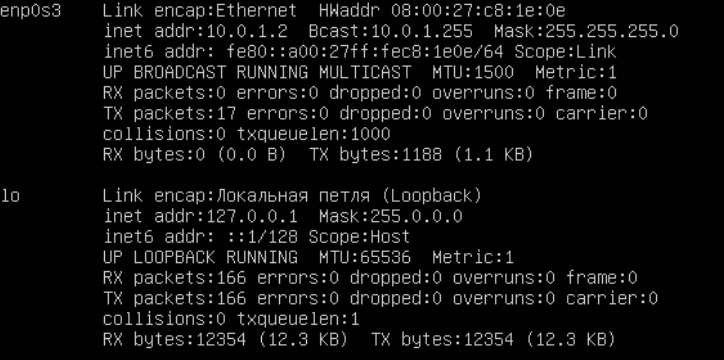 enp0s3 Link encap:Ethernet HWaddr 08:00:27:c8:1e:0e
inet addr:10.0.1.2 Bcast:10.0.1.255 Mask:255.255.255.0
inet6 addr: fe80::a00:27ff:fec8:1e0e/64 Scope:Link
UP BROADCAST RUNNING MULTICAST MTU:1500 Metric:1
RX packets:0 errors:0 dropped:0 overruns:0 frame:0
TX packets:17 errors:0 dropped:0 overruns:0 carrier:0
collisions:0 txqueuelen:1000
RX bytes:0 (0.0 B) TX bytes:1188 (1.1 KB)
lo Link encap:Локальная петля (Loopback)
inet addr:127.0.0.1 Mask:255.0.0.0
inet6 addr: ::1/128 Scope:Host
UP LOOPBACK RUNNING MTU:65536 Metric:1
RX packets:166 errors:0 dropped:0 overruns:0 frame:0
TX packets:166 errors:0 dropped:0 overruns:0 carrier:0
collisions:0 txqueuelen:1
RX bytes:12354 (12.3 KB) TX bytes:12354 (12.3 KB)